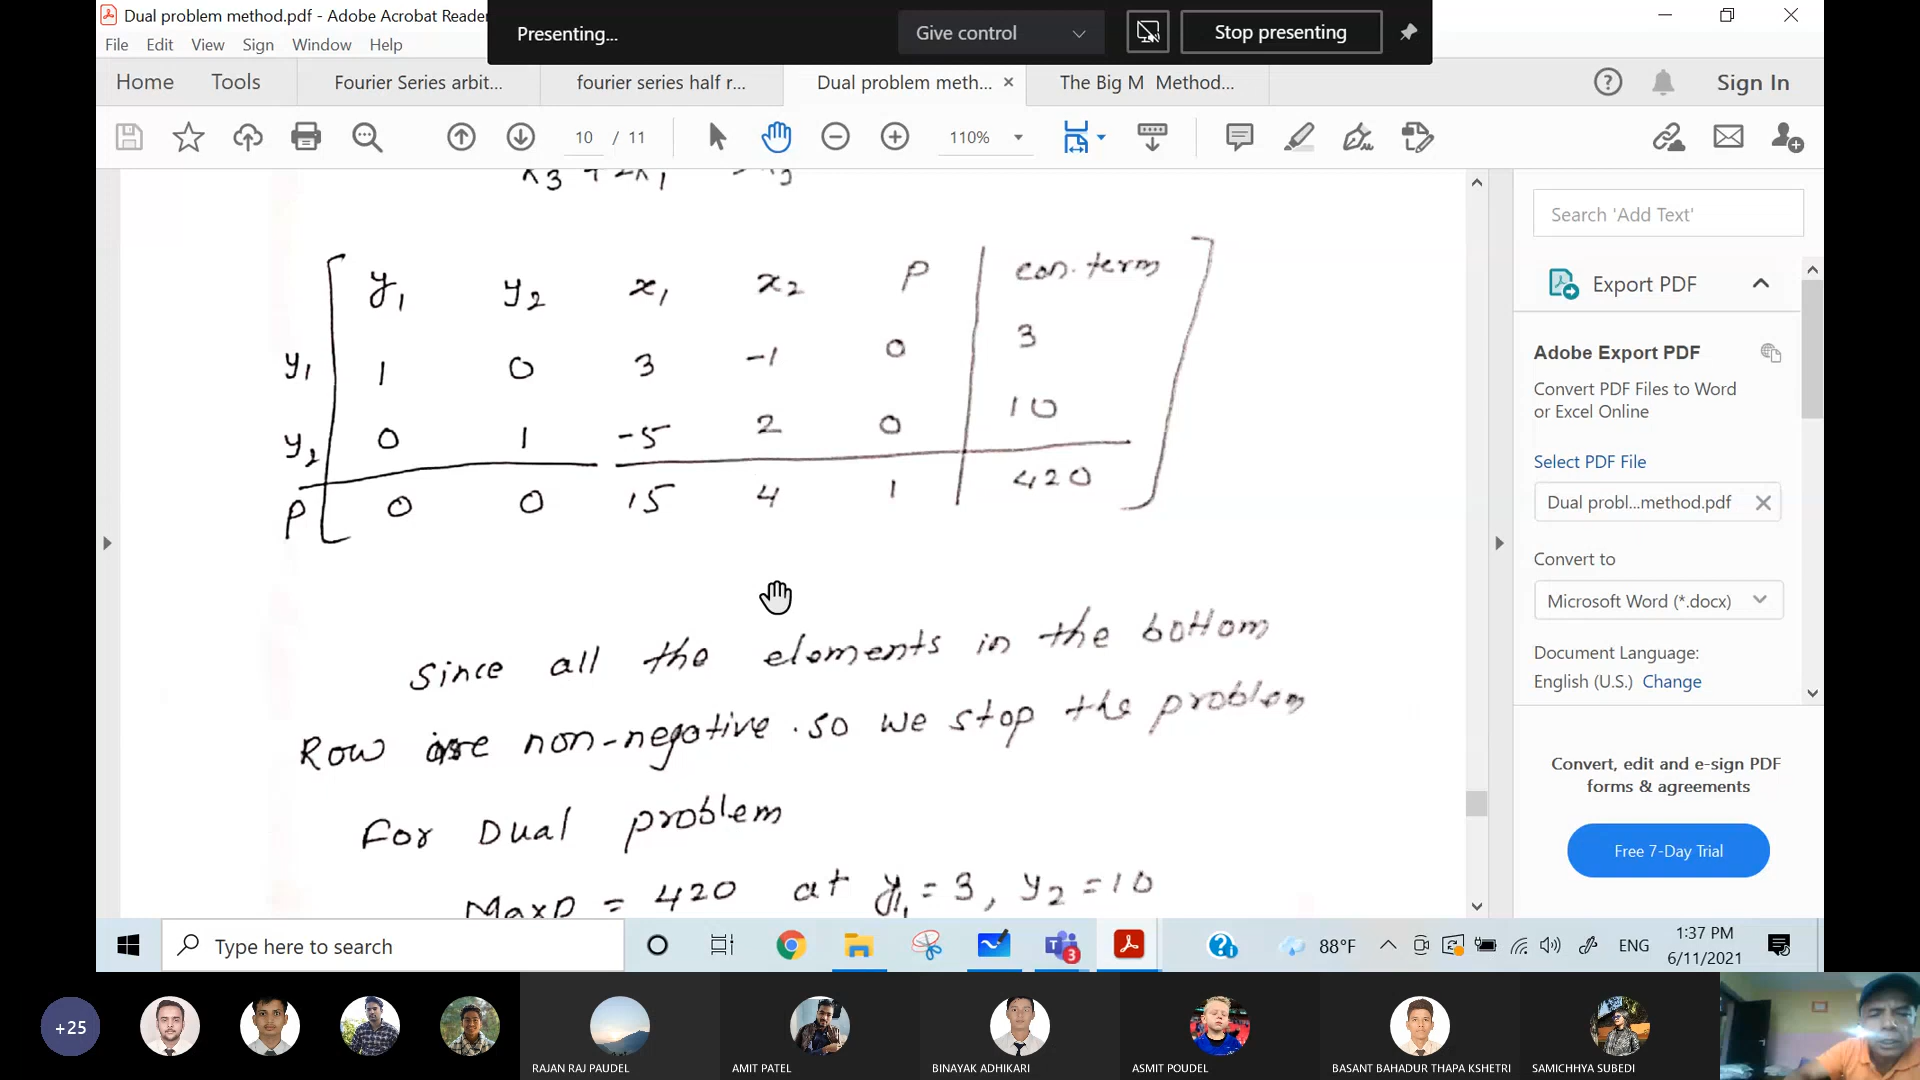 Dual problem method.pdf - Adobe Acrobat Reader
Presenting...
Give control
Stop presenting
File Edit View Sign Window Help
Home Tools Fourier Series arbit... fourier series half r... Dual problem meth... × The Big M Method... Sign In
10 / 11 110%
y1 y2 x1 x2 P con. term
y1 1 0 3 -1 0 3
y2 0 1 -5 2 0 10
P 0 0 15 4 1 420
Since all the elements in the bottom
Row are non-negative . so we stop the problem
For Dual problem
MaxP = 420 at y1 = 3, y2 = 10
Search 'Add Text'
Export PDF
Adobe Export PDF
Convert PDF Files to Word
or Excel Online
Select PDF File
Dual probl...method.pdf
Convert to
Microsoft Word (*.docx)
Document Language:
English (U.S.) Change
Convert, edit and e-sign PDF
forms & agreements
Free 7-Day Trial
Type here to search
3
88°F
ENG
1:37 PM
6/11/2021
+25
RAJAN RAJ PAUDEL
AMIT PATEL
BINAYAK ADHIKARI
ASMIT POUDEL
BASANT BAHADUR THAPA KSHETRI
SAMICHHYA SUBEDI